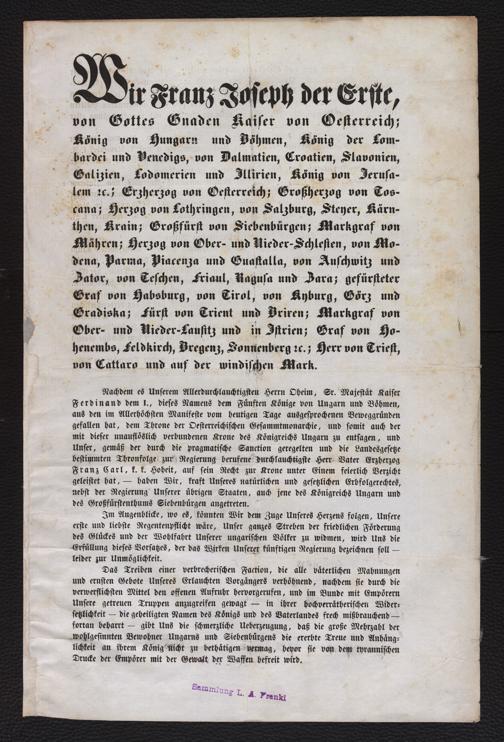 Wir Franz Joseph der Erste,
von Gottes Gnaden Kaiser von Oesterreich;
König von Hungarn und Böhmen, König der Lom-
bardei und Venedigs, von Dalmatien, Croatien, Slavonien,
Galizien, Lodomerien und Illirien, König von Jerusa-
lem ꝛc.; Erzherzog von Oesterreich; Großherzog von Tos-
cana; Herzog von Lothringen, von Salzburg, Steyer, Kärn-
then, Krain; Großfürst von Siebenbürgen; Markgraf von
Mähren; Herzog von Ober- und Nieder-Schlesien, von Mo-
dena, Parma, Piacenza und Guastalla, von Auschwitz und
Zator, von Teschen, Friaul, Ragusa und Zara; gefürsteter
Graf von Habsburg, von Tirol, von Kyburg, Görz und
Gradiska; Fürst von Trient und Brixen; Markgraf von
Ober- und Nieder-Lausitz und in Istrien; Graf von Ho-
henembs, Feldkirch, Bregenz, Sonnenberg ꝛc.; Herr von Triest,
von Cattaro und auf der windischen Mark.
Nachdem es Unserem Allerdurchlauchtigsten Herrn Oheim, Sr. Majestät Kaiser
Ferdinand dem I., dieses Namens dem Fünften Könige von Ungarn und Böhmen,
aus den im Allerhöchsten Manifeste vom heutigen Tage ausgesprochenen Beweggründen
gefallen hat, dem Throne der Oesterreichischen Gesammtmonarchie, und somit auch der
mit dieser unauflöslich verbundenen Krone des Königreichs Ungarn zu entsagen, und
Unser, gemäß der durch die pragmatische Sanction geregelten und die Landesgesetze
bestimmten Thronfolge zur Regierung berufene durchlauchtigste Herr Vater Erzherzog
Franz Carl, k. k. Hoheit, auf sein Recht zur Krone unter Einem feierlich Verzicht
geleistet hat, — haben Wir, kraft Unseres natürlichen und gesetzlichen Erbfolgerechtes,
nebst der Regierung Unserer übrigen Staaten, auch jene des Königreichs Ungarn und
des Großfürstenthums Siebenbürgen angetreten.
Im Augenblicke, wo es, könnten Wir dem Zuge Unseres Herzens folgen, Unsere
erste und liebste Regentenpflicht wäre, Unser ganzes Streben der friedlichen Förderung
des Glückes und der Wohlfahrt Unserer ungarischen Völker zu widmen, wird Uns die
Erfüllung dieses Vorsatzes, der das Wirken Unserer künftigen Regierung bezeichnen soll —
leider zur Unmöglichkeit.
Das Treiben einer verbrecherischen Faction, die alle väterlichen Mahnungen
und ernsten Gebote Unseres Erlauchten Vorgängers verhöhnend, nachdem sie durch die
verwerflichsten Mittel den offenen Aufruhr hervorgerufen, und im Bunde mit Empörern
Unsere getreuen Truppen anzugreifen gewagt — in ihrer hochverrätherischen Wider-
setzlichkeit — die geheiligten Namen des Königs und des Vaterlandes frech mißbrauchend —
fortan beharrt — gibt Uns die schmerzliche Ueberzeugung, daß die große Mehrzahl der
wohlgesinnten Bewohner Ungarns und Siebenbürgens die ererbte Treue und Anhäng-
lichkeit an ihrem König nicht zu bethätigen vermag, bevor sie von dem tyrannischen
Drucke der Empörer mit der Gewalt der Waffen befreit wird.
Sammlung L. A. Frankl